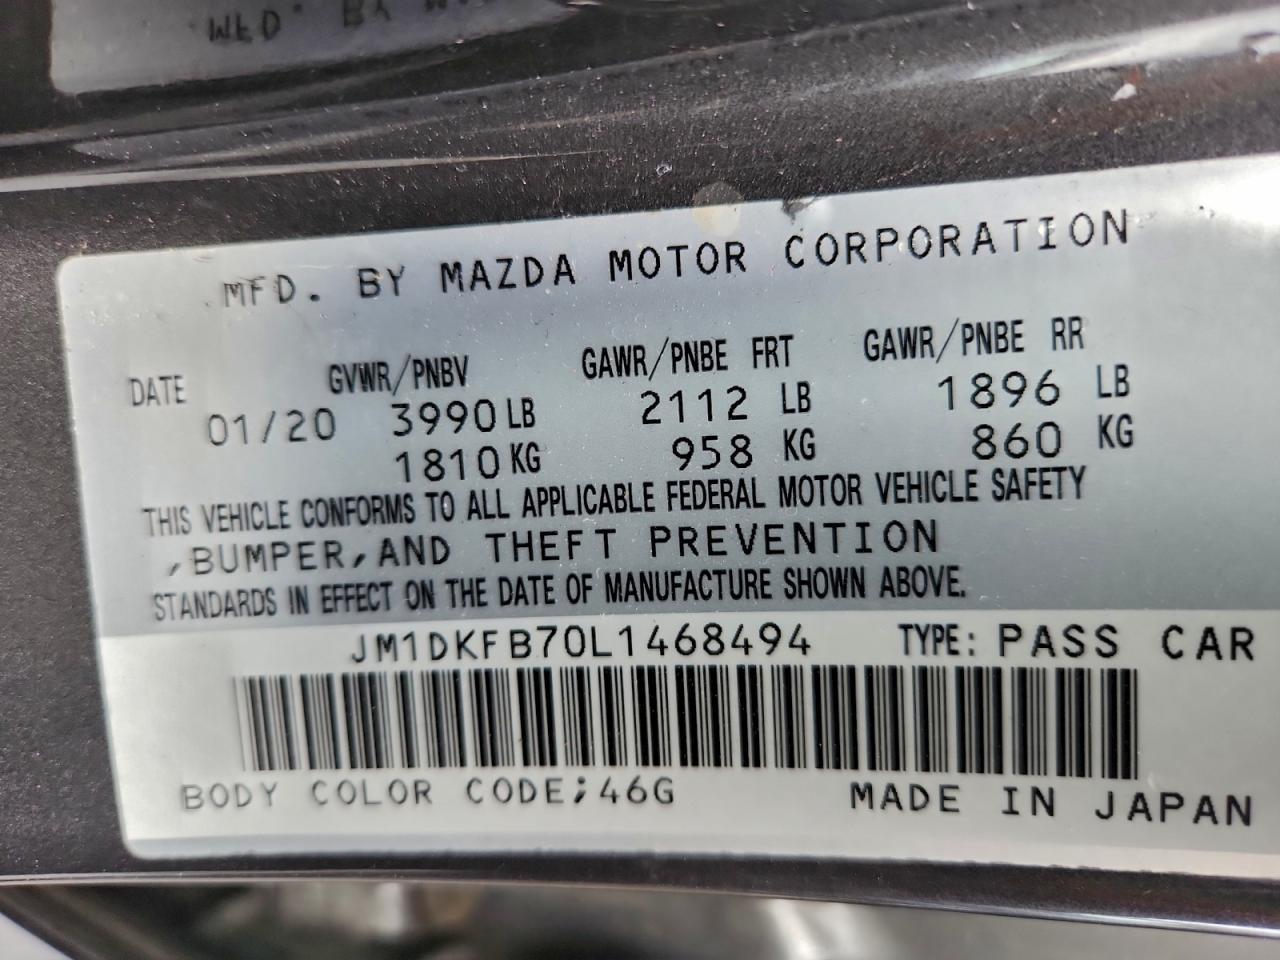 MFD. BY MAZDA MOTOR CORPORATION
DATE GVWR/PNBV GAWR/PNBE FRT GAWR/PNBE RR
01/20 3990 LB 2112 LB 1896 LB
1810 KG 958 KG 860 KG
THIS VEHICLE CONFORMS TO ALL APPLICABLE FEDERAL MOTOR VEHICLE SAFETY
,BUMPER,AND THEFT PREVENTION
STANDARDS IN EFFECT ON THE DATE OF MANUFACTURE SHOWN ABOVE.
JM1DKFB70L1468494 TYPE: PASS CAR
BODY COLOR CODE;46G MADE IN JAPAN